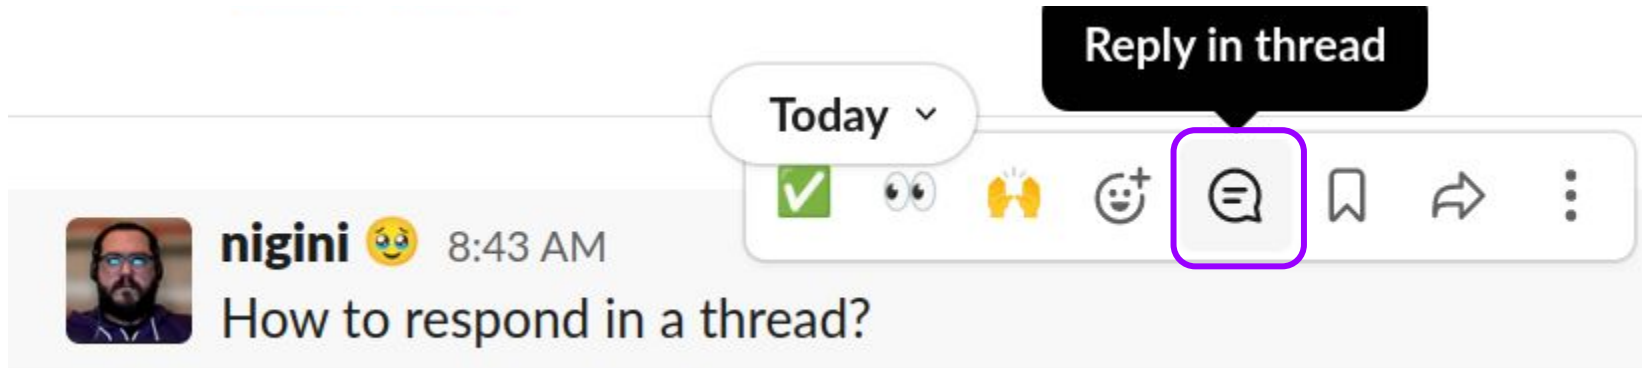 Reply in thread
Today
nigini 🥹 8:43 AM
How to respond in a thread?